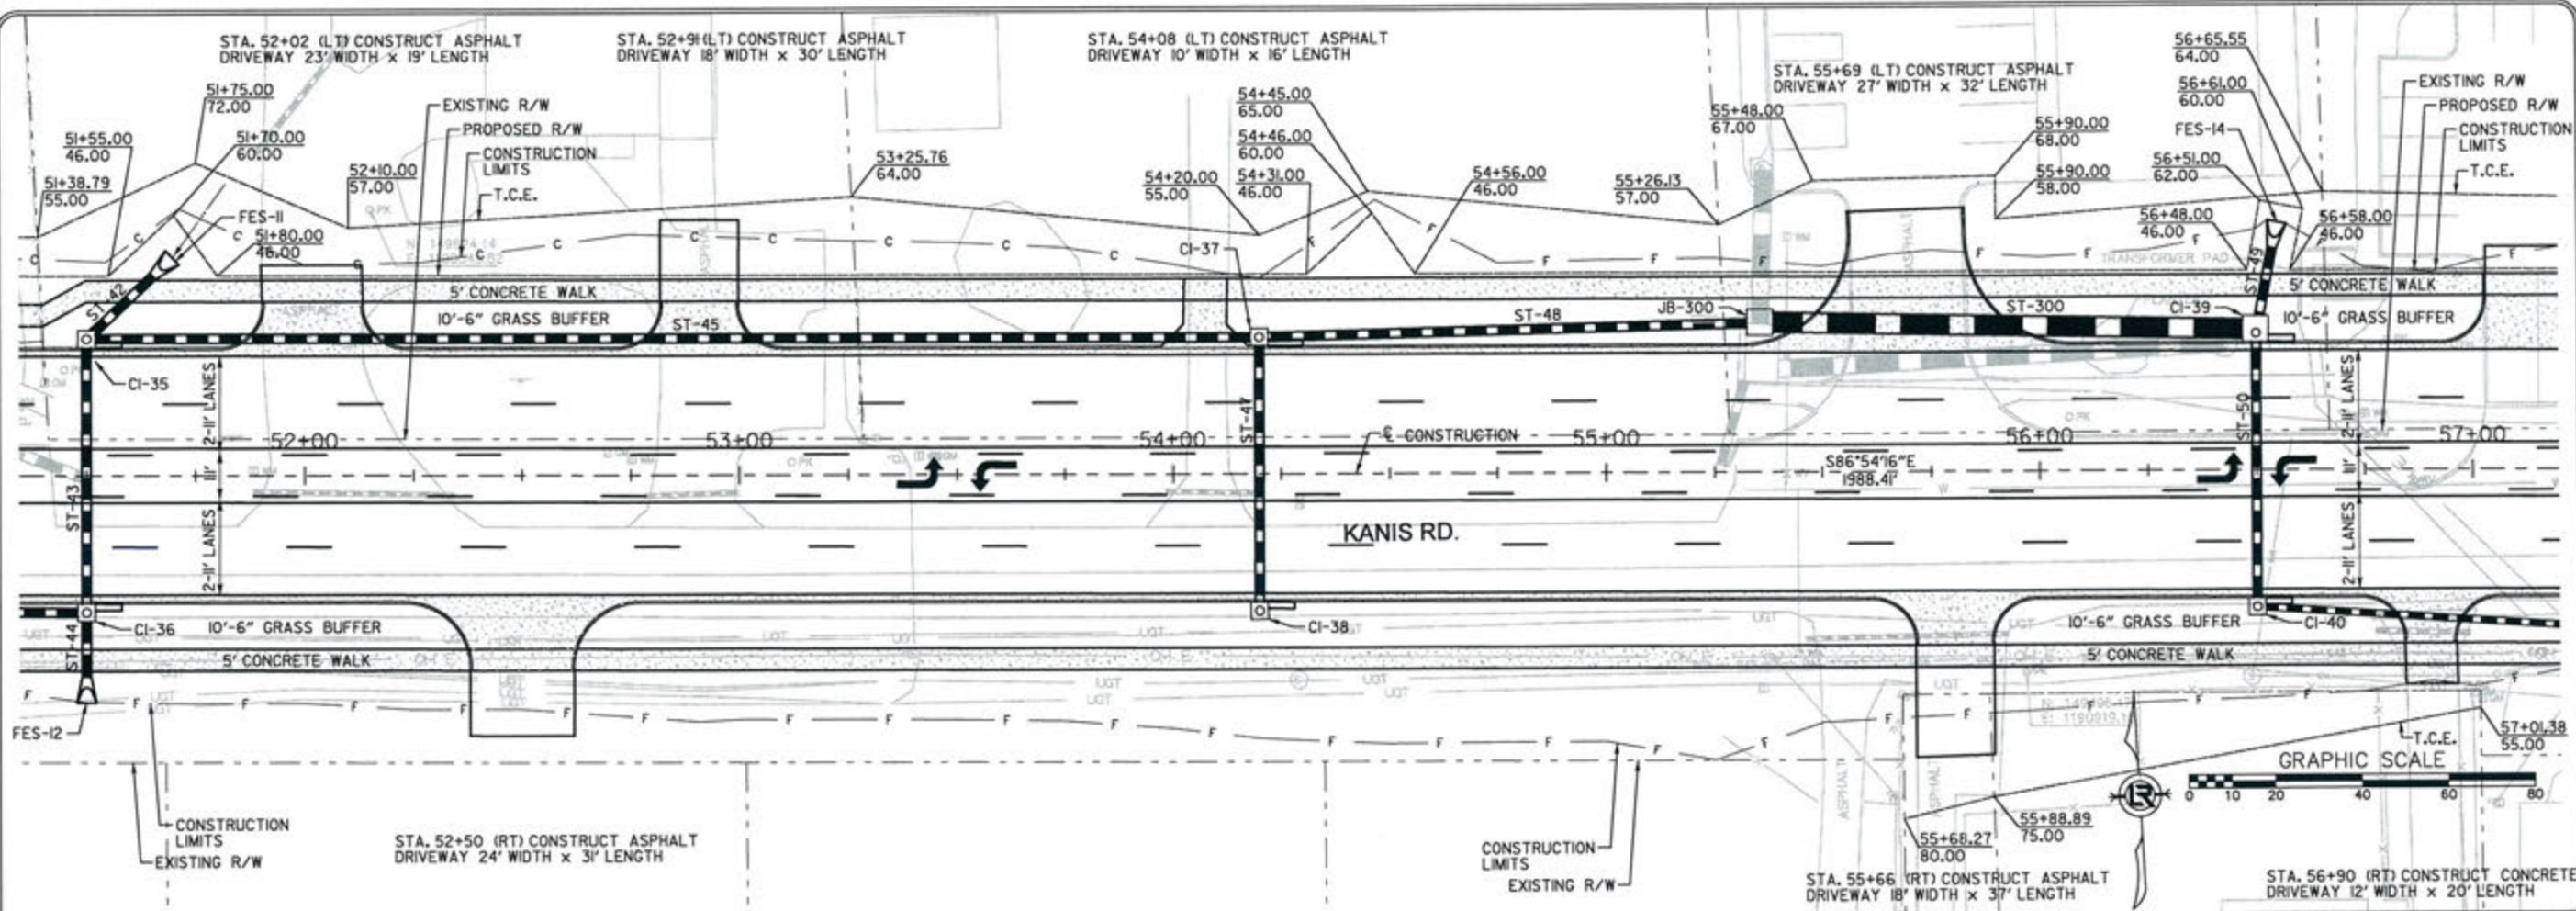 STA. 52+02 (LT) CONSTRUCT ASPHALT
DRIVEWAY 23' WIDTH x 19' LENGTH
STA. 52+91 (LT) CONSTRUCT ASPHALT
DRIVEWAY 18' WIDTH x 30' LENGTH
STA. 54+08 (LT) CONSTRUCT ASPHALT
DRIVEWAY 10' WIDTH x 16' LENGTH
STA. 55+69 (LT) CONSTRUCT ASPHALT
DRIVEWAY 27' WIDTH x 32' LENGTH
51+38.79
55.00
51+55.00
46.00
51+75.00
72.00
51+70.00
60.00
51+80.00
46.00
FES-11
52+10.00
57.00
EXISTING R/W
PROPOSED R/W
CONSTRUCTION
LIMITS
T.C.E.
53+25.76
64.00
54+20.00
55.00
54+45.00
65.00
54+46.00
60.00
54+31.00
46.00
54+56.00
46.00
55+26.13
57.00
55+48.00
67.00
55+90.00
68.00
55+90.00
58.00
56+65.55
64.00
56+61.00
60.00
FES-14
56+51.00
62.00
56+48.00
46.00
56+58.00
46.00
EXISTING R/W
PROPOSED R/W
CONSTRUCTION
LIMITS
T.C.E.
C C C C C C C C C
F F F F F F F F F
TRANSFORMER PAD
ASPHALT
ASPHALT
ASPHALT
5' CONCRETE WALK
10'-6" GRASS BUFFER
ST-42
ST-45
CI-37
ST-48
JB-300
ST-300
CI-39
ST-49
5' CONCRETE WALK
10'-6" GRASS BUFFER
CI-35
2-11' LANES
11'
2-11' LANES
ST-43
ST-47
ST-50
52+00
53+00
54+00
55+00
56+00
57+00
℄ CONSTRUCTION
S86°54'16"E
1988.41'
KANIS RD.
2-11' LANES
11'
2-11' LANES
CI-36
10'-6" GRASS BUFFER
5' CONCRETE WALK
ST-44
FES-12
CI-38
10'-6" GRASS BUFFER
5' CONCRETE WALK
CI-40
UGT UGT UGT UGT UGT
F F F F F F F F F F F F F F F F
CONSTRUCTION
LIMITS
EXISTING R/W
STA. 52+50 (RT) CONSTRUCT ASPHALT
DRIVEWAY 24' WIDTH x 31' LENGTH
CONSTRUCTION
LIMITS
EXISTING R/W
ASPHALT
ASPHALT
55+68.27
80.00
55+88.89
75.00
T.C.E.
57+01.38
55.00
GRAPHIC SCALE
0 10 20 40 60 80
LR
STA. 55+66 (RT) CONSTRUCT ASPHALT
DRIVEWAY 18' WIDTH x 37' LENGTH
STA. 56+90 (RT) CONSTRUCT CONCRETE
DRIVEWAY 12' WIDTH x 20' LENGTH